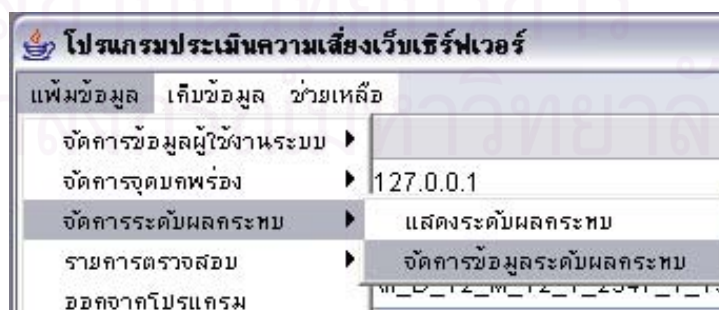 โปรแกรมประเมินความเสี่ยงเว็บเซิร์ฟเวอร์
แฟ้มข้อมูล เก็บข้อมูล ช่วยเหลือ
จัดการข้อมูลผู้ใช้งานระบบ
จัดการจุดบกพร่อง
127.0.0.1
จัดการระดับผลกระทบ
แสดงระดับผลกระทบ
รายการตรวจสอบ
จัดการข้อมูลระดับผลกระทบ
ออกจากโปรแกรม